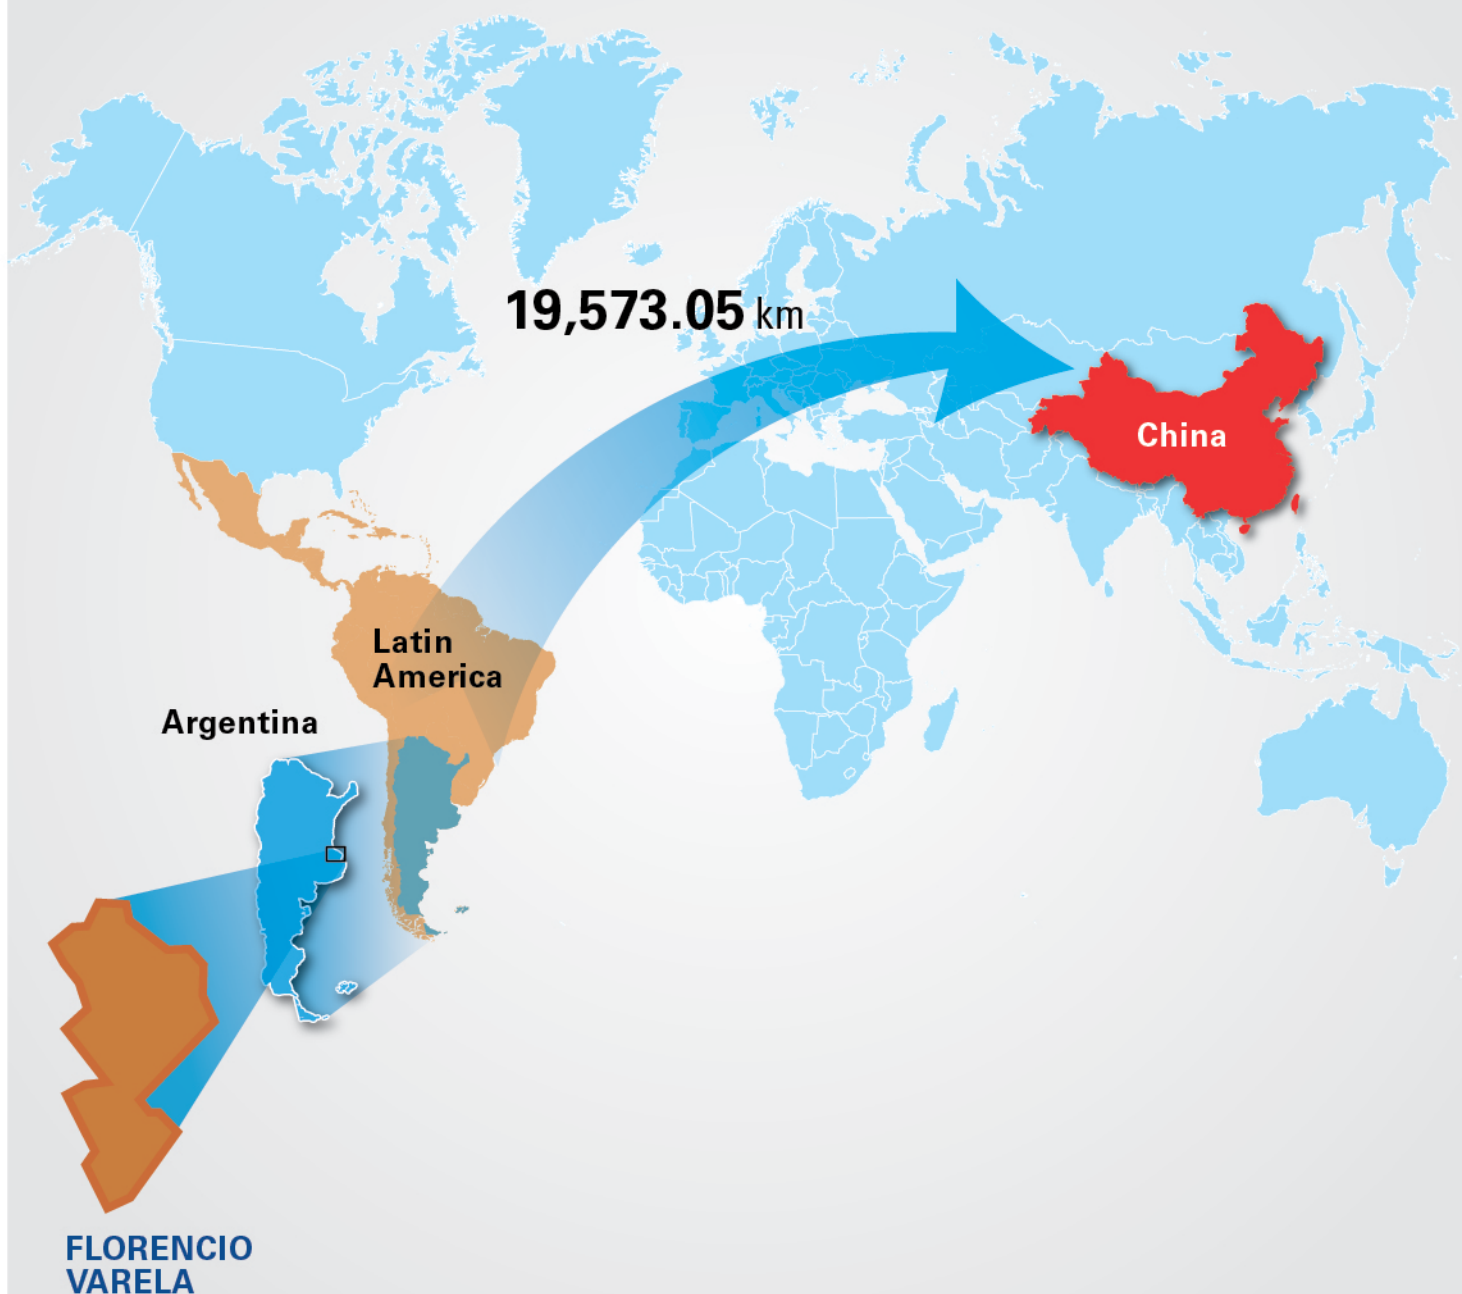 19,573.05 km
China
Latin
America
Argentina
FLORENCIO
VARELA